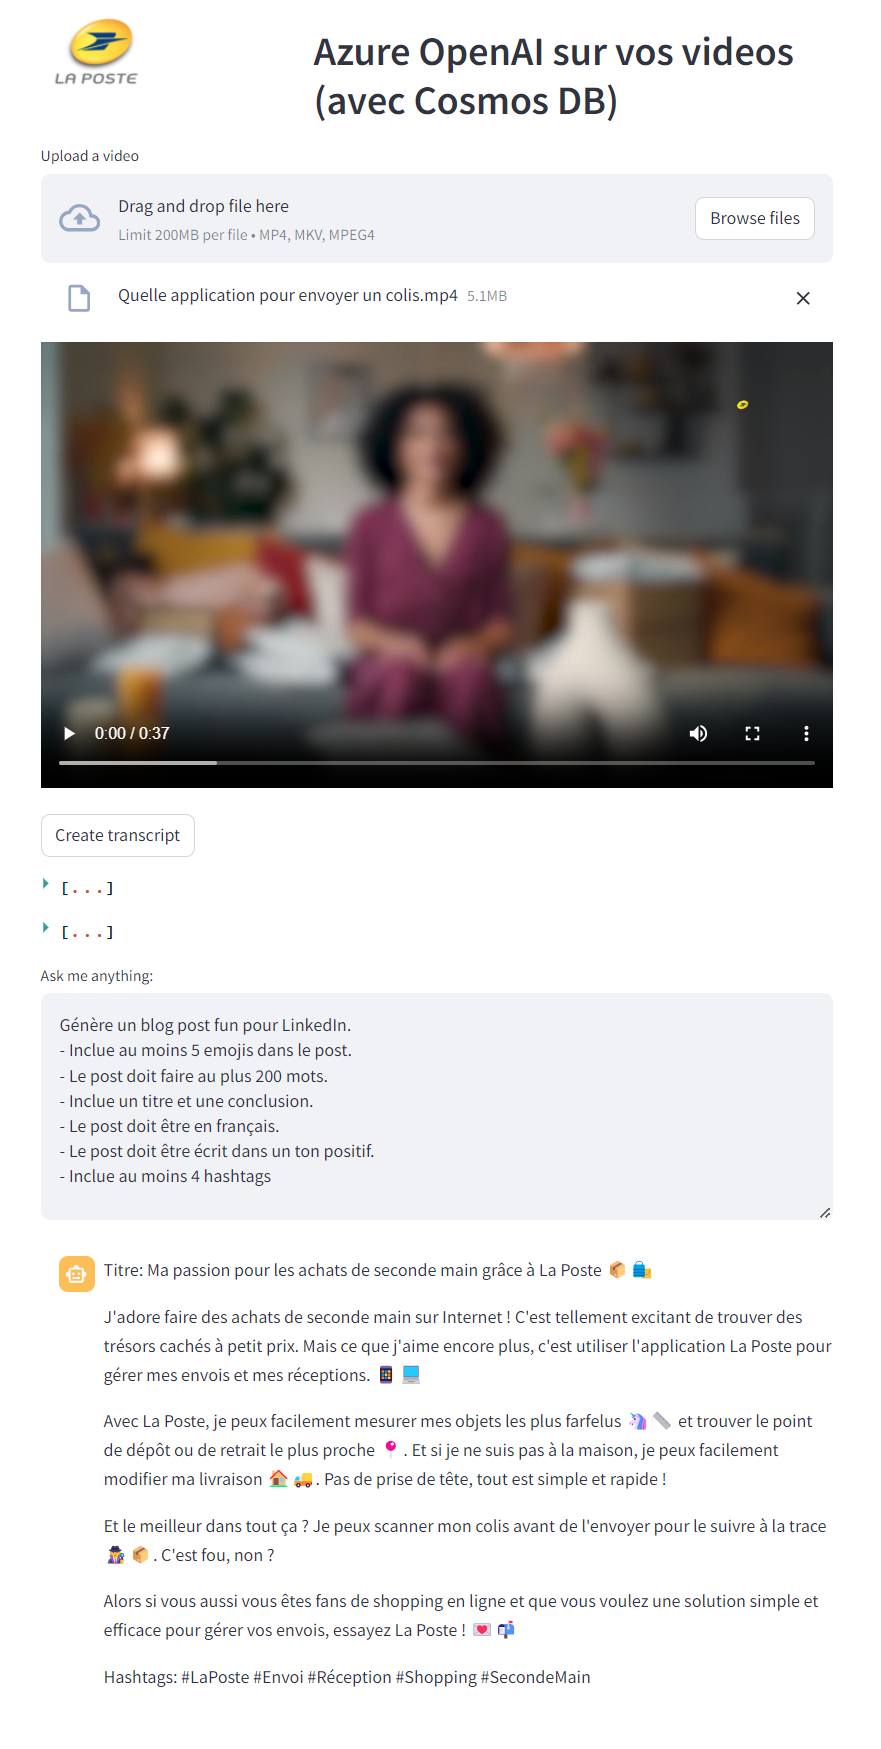 LA POSTE
Azure OpenAI sur vos videos
(avec Cosmos DB)
Upload a video
Drag and drop file here
Limit 200MB per file • MP4, MKV, MPEG4
Browse files
Quelle application pour envoyer un colis.mp4 5.1MB
0:00 / 0:37
Create transcript
[...]
[...]
Ask me anything:
Génère un blog post fun pour LinkedIn.
- Inclue au moins 5 emojis dans le post.
- Le post doit faire au plus 200 mots.
- Inclue un titre et une conclusion.
- Le post doit être en français.
- Le post doit être écrit dans un ton positif.
- Inclue au moins 4 hashtags
Titre: Ma passion pour les achats de seconde main grâce à La Poste 📦 🛍️
J'adore faire des achats de seconde main sur Internet ! C'est tellement excitant de trouver des
trésors cachés à petit prix. Mais ce que j'aime encore plus, c'est utiliser l'application La Poste pour
gérer mes envois et mes réceptions. 📱 💻
Avec La Poste, je peux facilement mesurer mes objets les plus farfelus 🦄 📏 et trouver le point
de dépôt ou de retrait le plus proche 📍 . Et si je ne suis pas à la maison, je peux facilement
modifier ma livraison 🏠 🚚 . Pas de prise de tête, tout est simple et rapide !
Et le meilleur dans tout ça ? Je peux scanner mon colis avant de l'envoyer pour le suivre à la trace
🕵️‍♀️ 📦 . C'est fou, non ?
Alors si vous aussi vous êtes fans de shopping en ligne et que vous voulez une solution simple et
efficace pour gérer vos envois, essayez La Poste ! 💌 📬
Hashtags: #LaPoste #Envoi #Réception #Shopping #SecondeMain